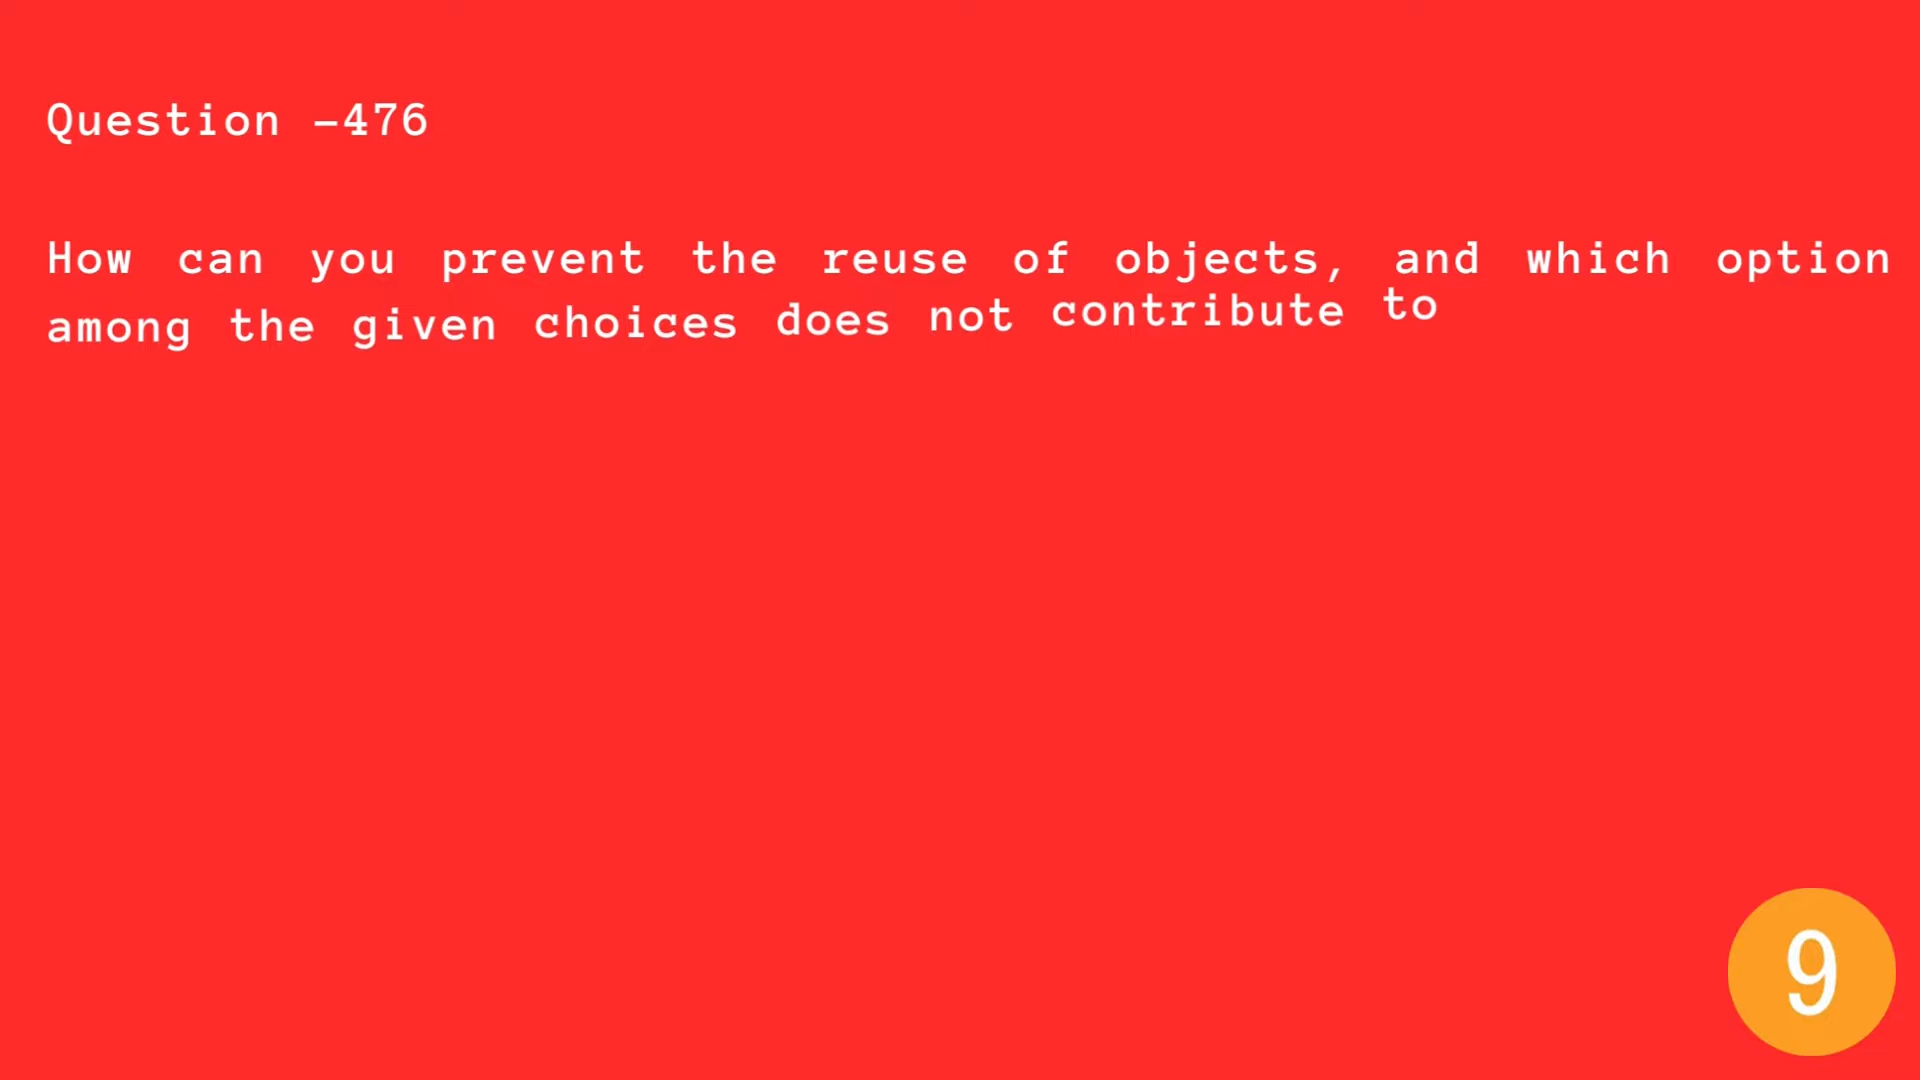 Question -476
How can you prevent the reuse of objects, and which option
among the given choices does not contribute to
9